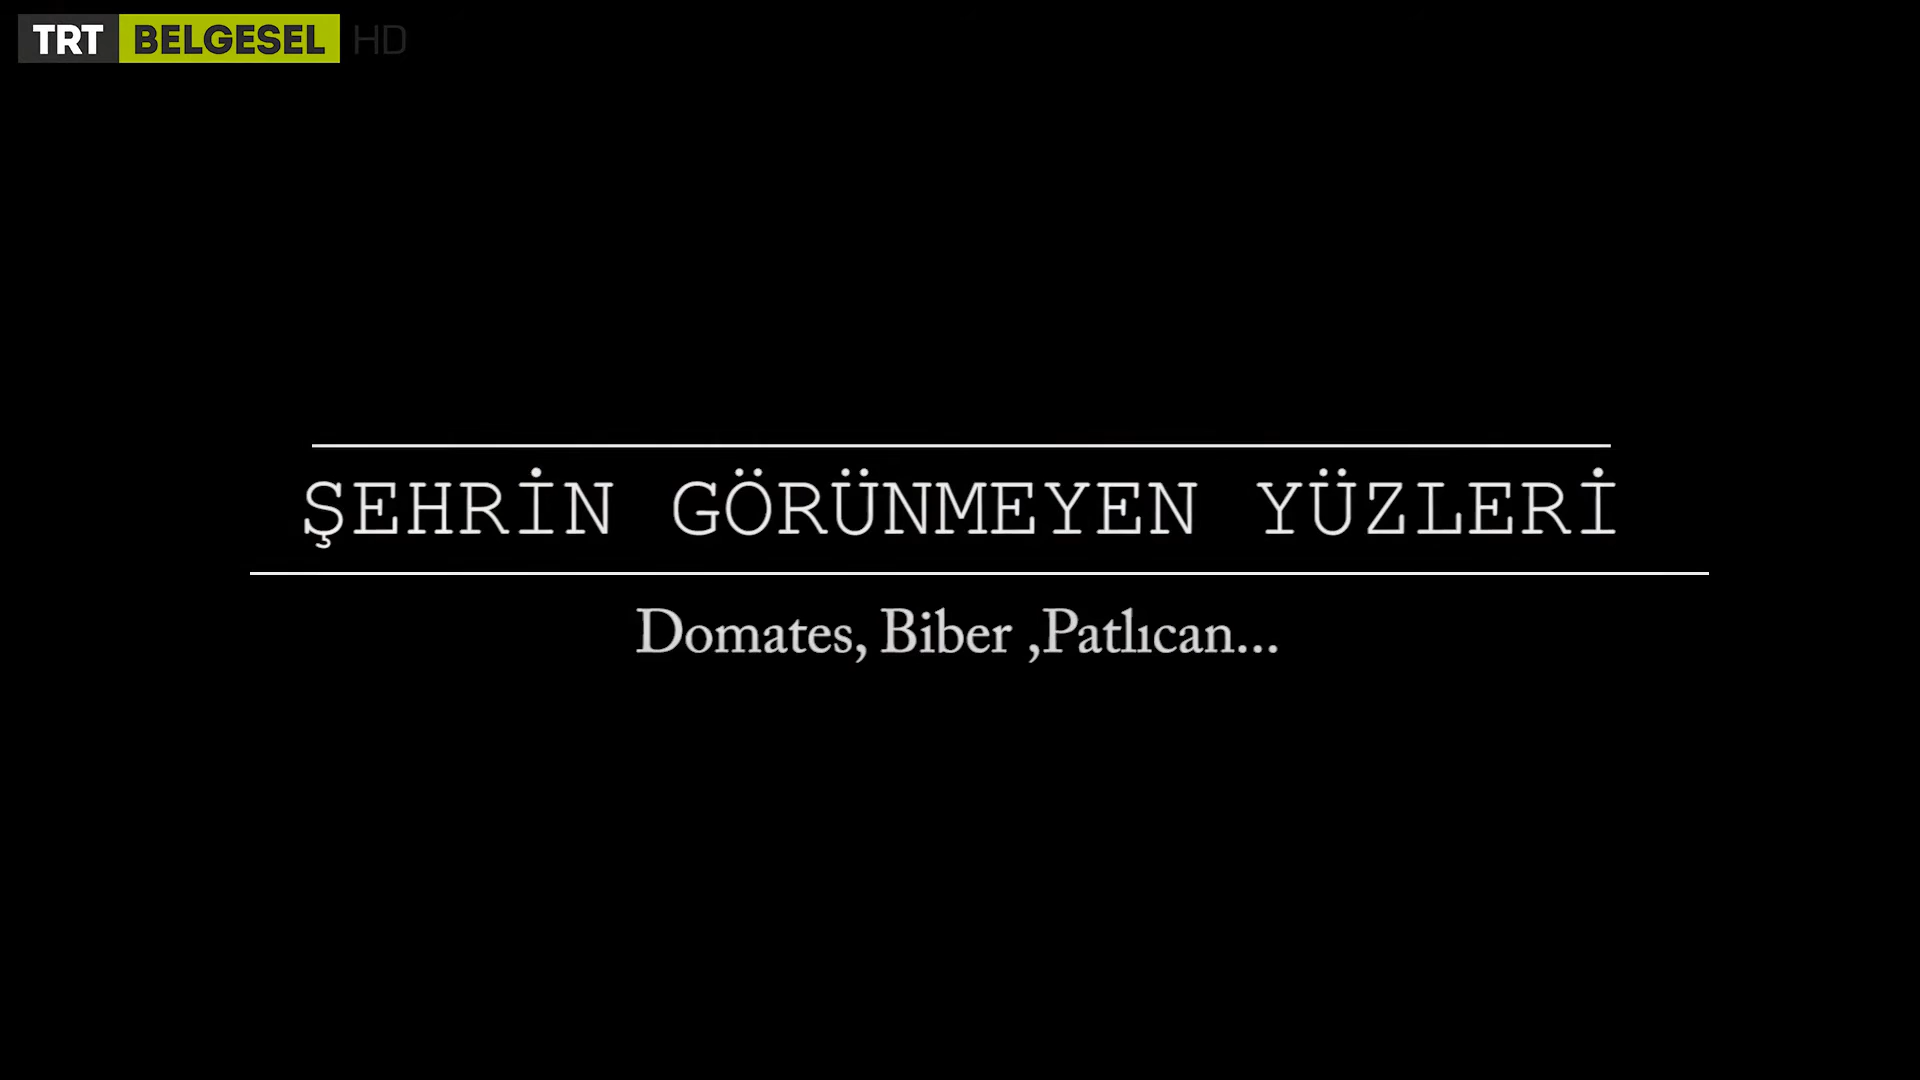 TRT BELGESEL HD
ŞEHRİN GÖRÜNMEYEN YÜZLERİ
Domates, Biber ,Patlıcan...